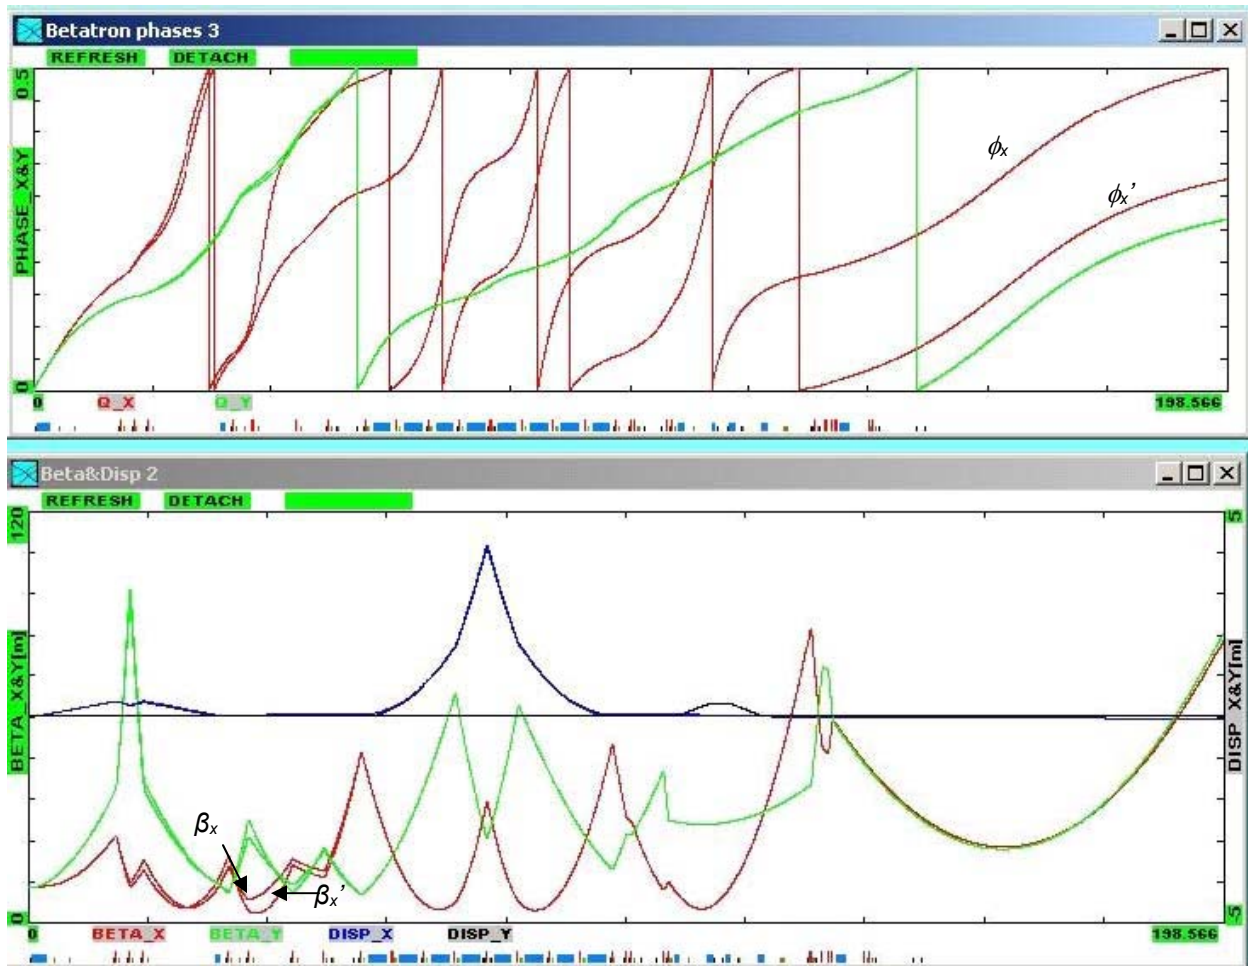 Betatron phases 3
REFRESH DETACH
0.5
PHASE_X&Y
0
ϕx
ϕx’
0 Q_X Q_Y 198.566
Beta&Disp 2
REFRESH DETACH
120 5
BETA_X&Y[m] DISP_X&Y[m]
βx
βx’
0 -5
0 BETA_X BETA_Y DISP_X DISP_Y 198.566